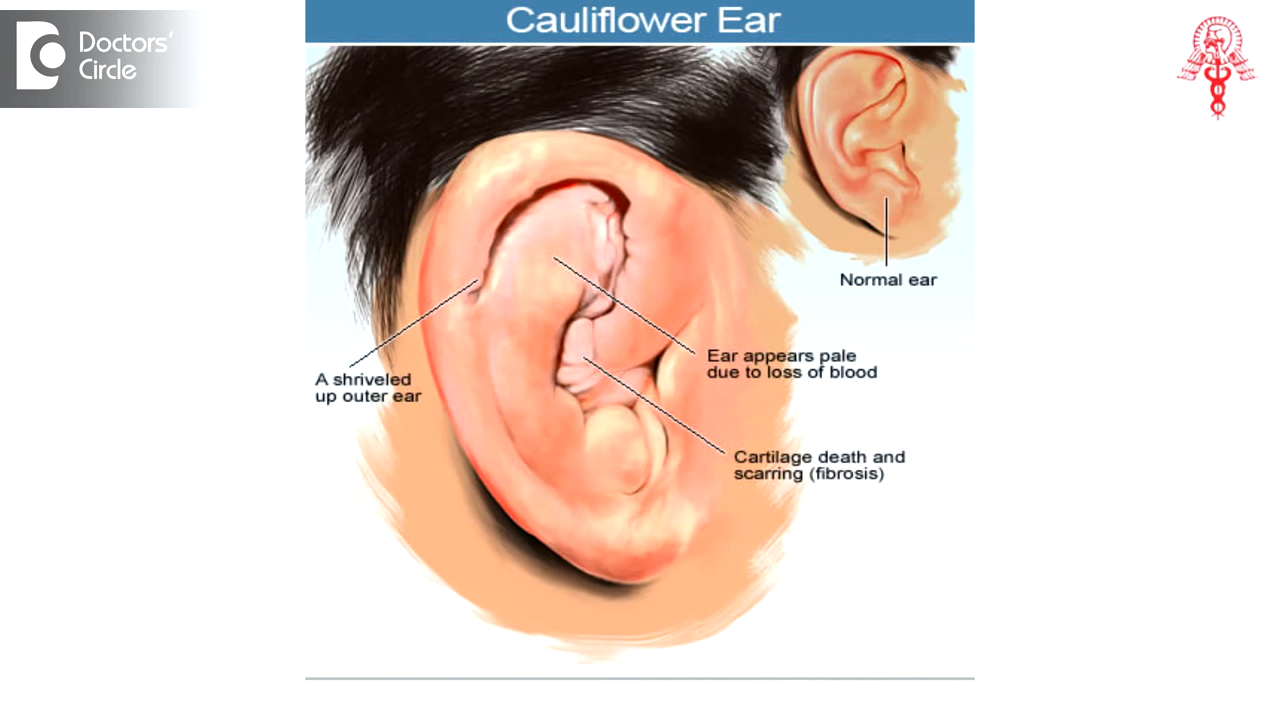 Doctors'
Circle
Cauliflower Ear
Normal ear
Ear appears pale
due to loss of blood
A shriveled
up outer ear
Cartilage death and
scarring (fibrosis)